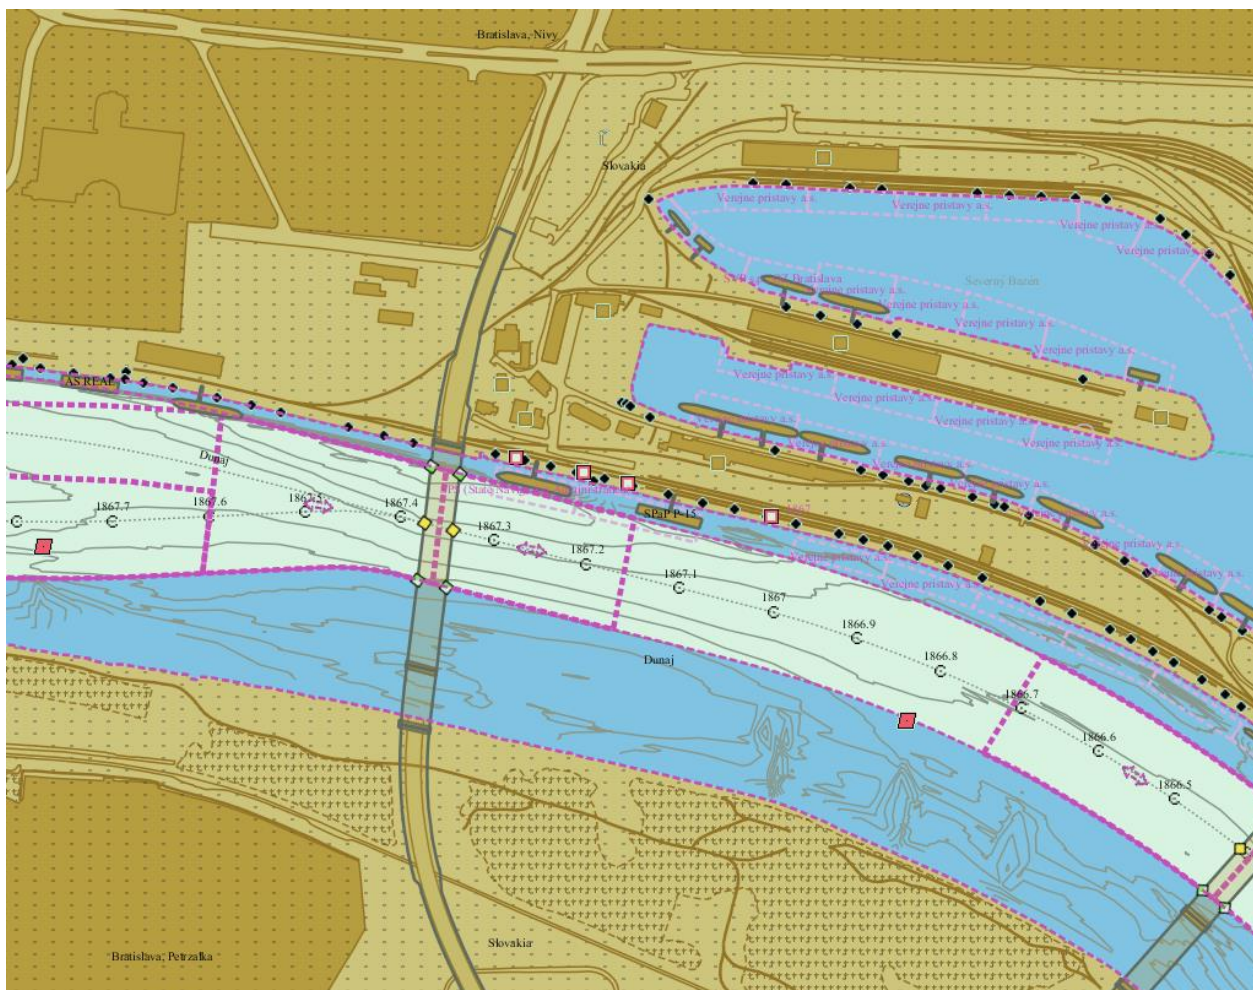 Bratislava, Nivy
Slovakia
Verejne pristavy a.s.
Verejne pristavy a.s.
Verejne pristavy a.s.
Verejne pristavy a.s.
Severný Bazén
Verejne pristavy a.s.
Verejne pristavy a.s.
Verejne pristavy a.s.
Verejne pristavy a.s.
Verejne pristavy a.s.
Verejne pristavy a.s.
Verejne pristavy a.s.
Verejne pristavy a.s.
AS REAL
Dunaj
1867.7
1867.6
1867.5
1867.4
1867.3
1867.2
1867.1
1867
1866.9
1866.8
1866.7
1866.6
1866.5
SPaP P-15
1867
Verejne pristavy a.s.
Verejne pristavy a.s.
Dunaj
Slovakia
Bratislava, Petrzalka